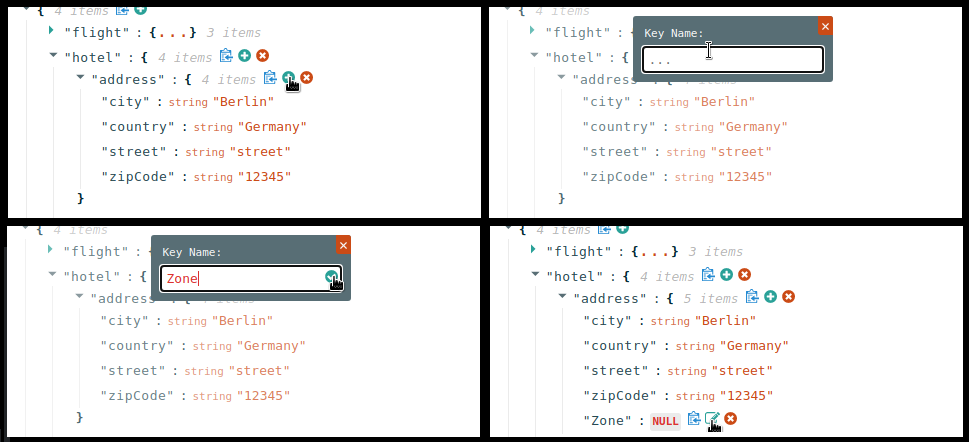 { 4 items
"flight" : {...} 3 items
"hotel" : { 4 items
"address" : { 4 items
"city" : string "Berlin"
"country" : string "Germany"
"street" : string "street"
"zipCode" : string "12345"
}
{ 4 items
"flight" : {
Key Name:
...
"hotel" : {
"address" : { 4 items
"city" : string "Berlin"
"country" : string "Germany"
"street" : string "street"
"zipCode" : string "12345"
}
{ 4 items
"flight" : {
Key Name:
Zone
"hotel" : {
"address" : { 4 items
"city" : string "Berlin"
"country" : string "Germany"
"street" : string "street"
"zipCode" : string "12345"
}
{ 4 items
"flight" : {...} 3 items
"hotel" : { 4 items
"address" : { 5 items
"city" : string "Berlin"
"country" : string "Germany"
"street" : string "street"
"zipCode" : string "12345"
"Zone" : NULL